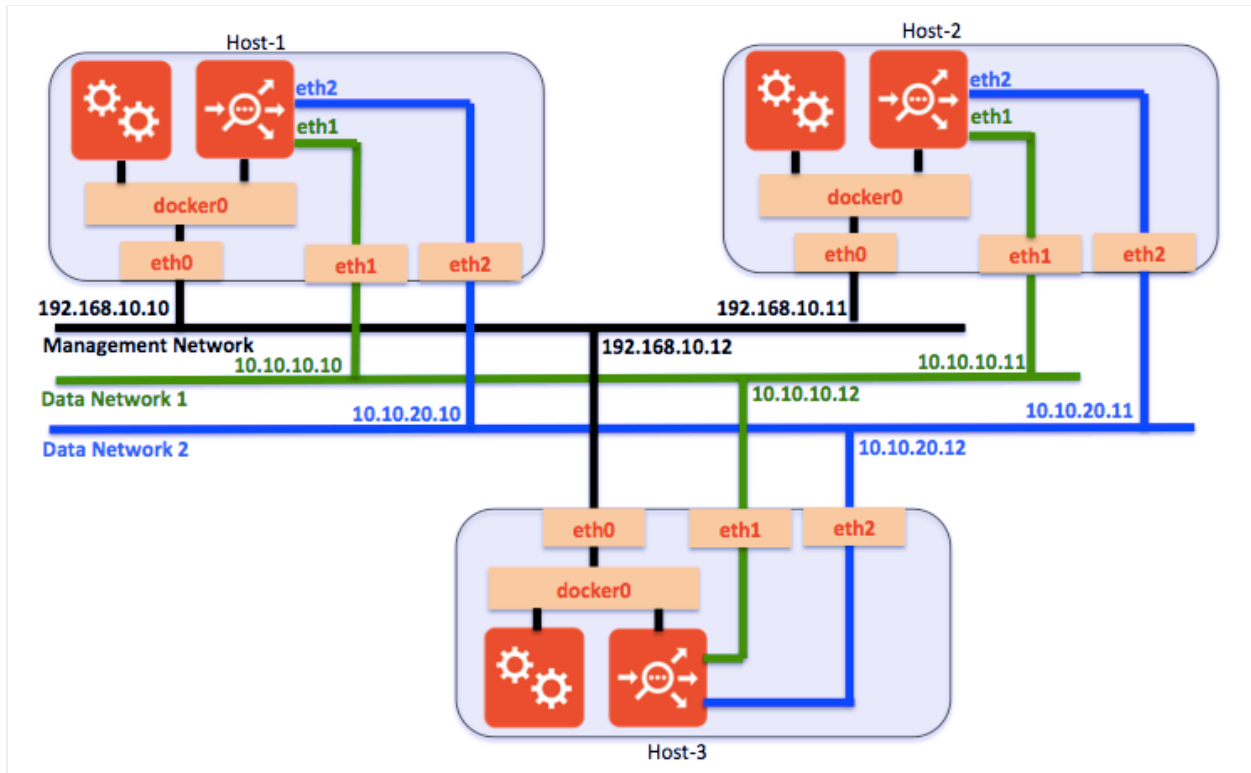 Host-1
Host-2
eth2
eth1
docker0
eth0
eth1
eth2
eth2
eth1
docker0
eth0
eth1
eth2
192.168.10.10
192.168.10.11
Management Network
192.168.10.12
10.10.10.10
10.10.10.11
Data Network 1
10.10.10.12
10.10.20.10
10.10.20.11
Data Network 2
10.10.20.12
eth0
eth1
eth2
docker0
Host-3